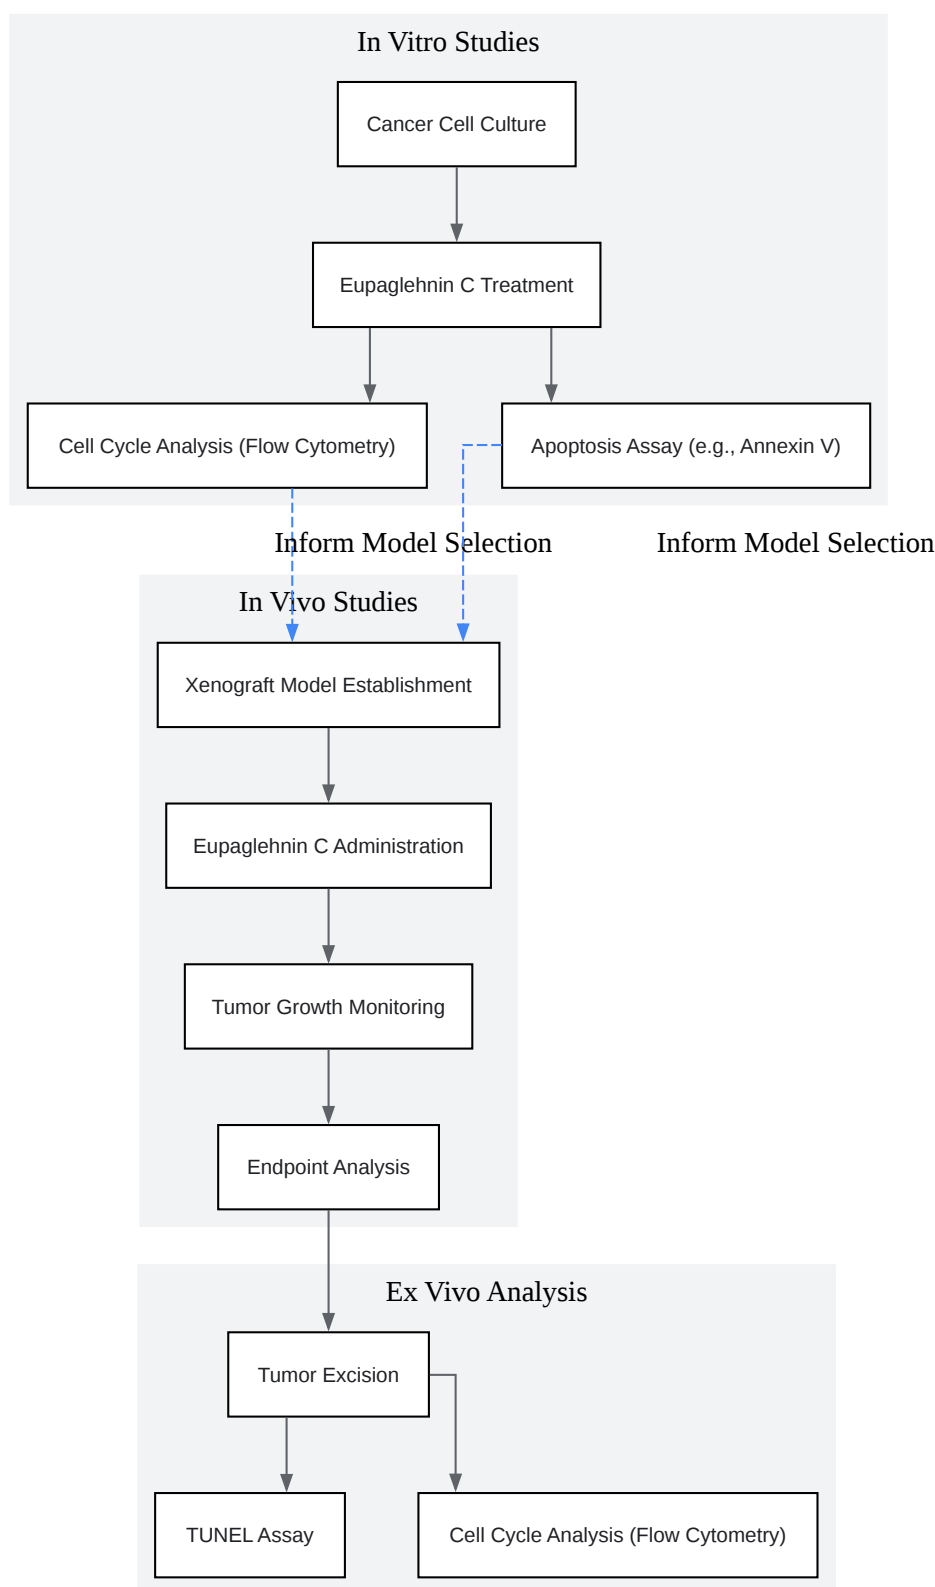 In Vitro Studies
Cancer Cell Culture
Eupaglehnin C Treatment
Cell Cycle Analysis (Flow Cytometry)
Apoptosis Assay (e.g., Annexin V)
Inform Model Selection
Inform Model Selection
In Vivo Studies
Xenograft Model Establishment
Eupaglehnin C Administration
Tumor Growth Monitoring
Endpoint Analysis
Ex Vivo Analysis
Tumor Excision
TUNEL Assay
Cell Cycle Analysis (Flow Cytometry)